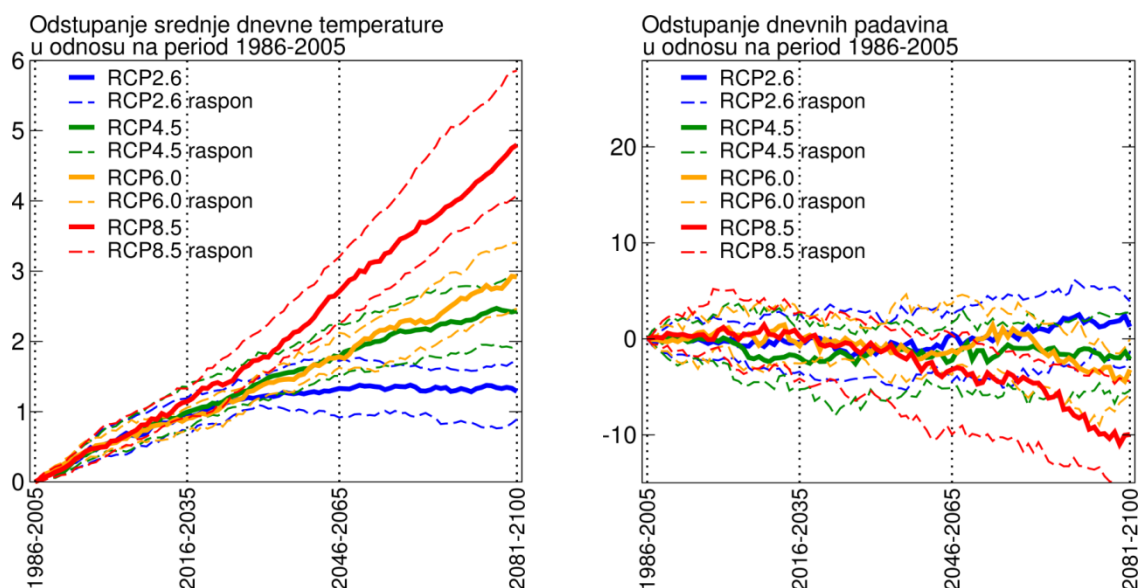 Odstupanje srednje dnevne temperature
u odnosu na period 1986-2005
6
5
4
3
2
1
0
RCP2.6
RCP2.6 raspon
RCP4.5
RCP4.5 raspon
RCP6.0
RCP6.0 raspon
RCP8.5
RCP8.5 raspon
1986-2005
2016-2035
2046-2065
2081-2100
Odstupanje dnevnih padavina
u odnosu na period 1986-2005
20
10
0
-10
RCP2.6
RCP2.6 raspon
RCP4.5
RCP4.5 raspon
RCP6.0
RCP6.0 raspon
RCP8.5
RCP8.5 raspon
1986-2005
2016-2035
2046-2065
2081-2100